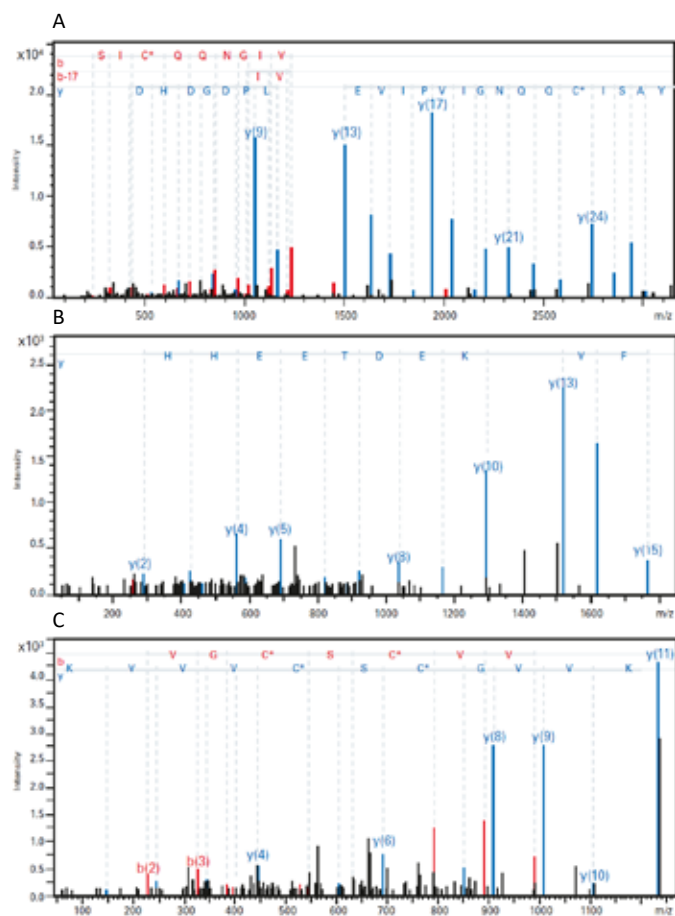 A
x10⁴
b S I C* Q Q N G I V
b-17 I V
y D H D G D P L E V I P V I G N Q Q C* I S A Y
2.0
y(17)
y(9)
y(13)
1.5
Intensity
1.0
y(24)
y(21)
0.5
0.0
500 1000 1500 2000 2500 m/z
B
x10³
y H H E E T D E K V F
2.5
y(13)
2.0
Intensity
1.5
y(10)
1.0
y(4) y(5)
0.5
y(2) y(8) y(15)
0.0
200 400 600 800 1000 1200 1400 1600 m/z
C
x10³
b V G C* S C* V V
y K V V V C* S C* G V V K
y(11)
4.0
3.5
3.0
y(8) y(9)
Intensity
2.5
2.0
1.5
1.0
y(6)
b(2) b(3) y(4)
0.5
y(10)
0.0
100 200 300 400 500 600 700 800 900 1000 1100 m/z